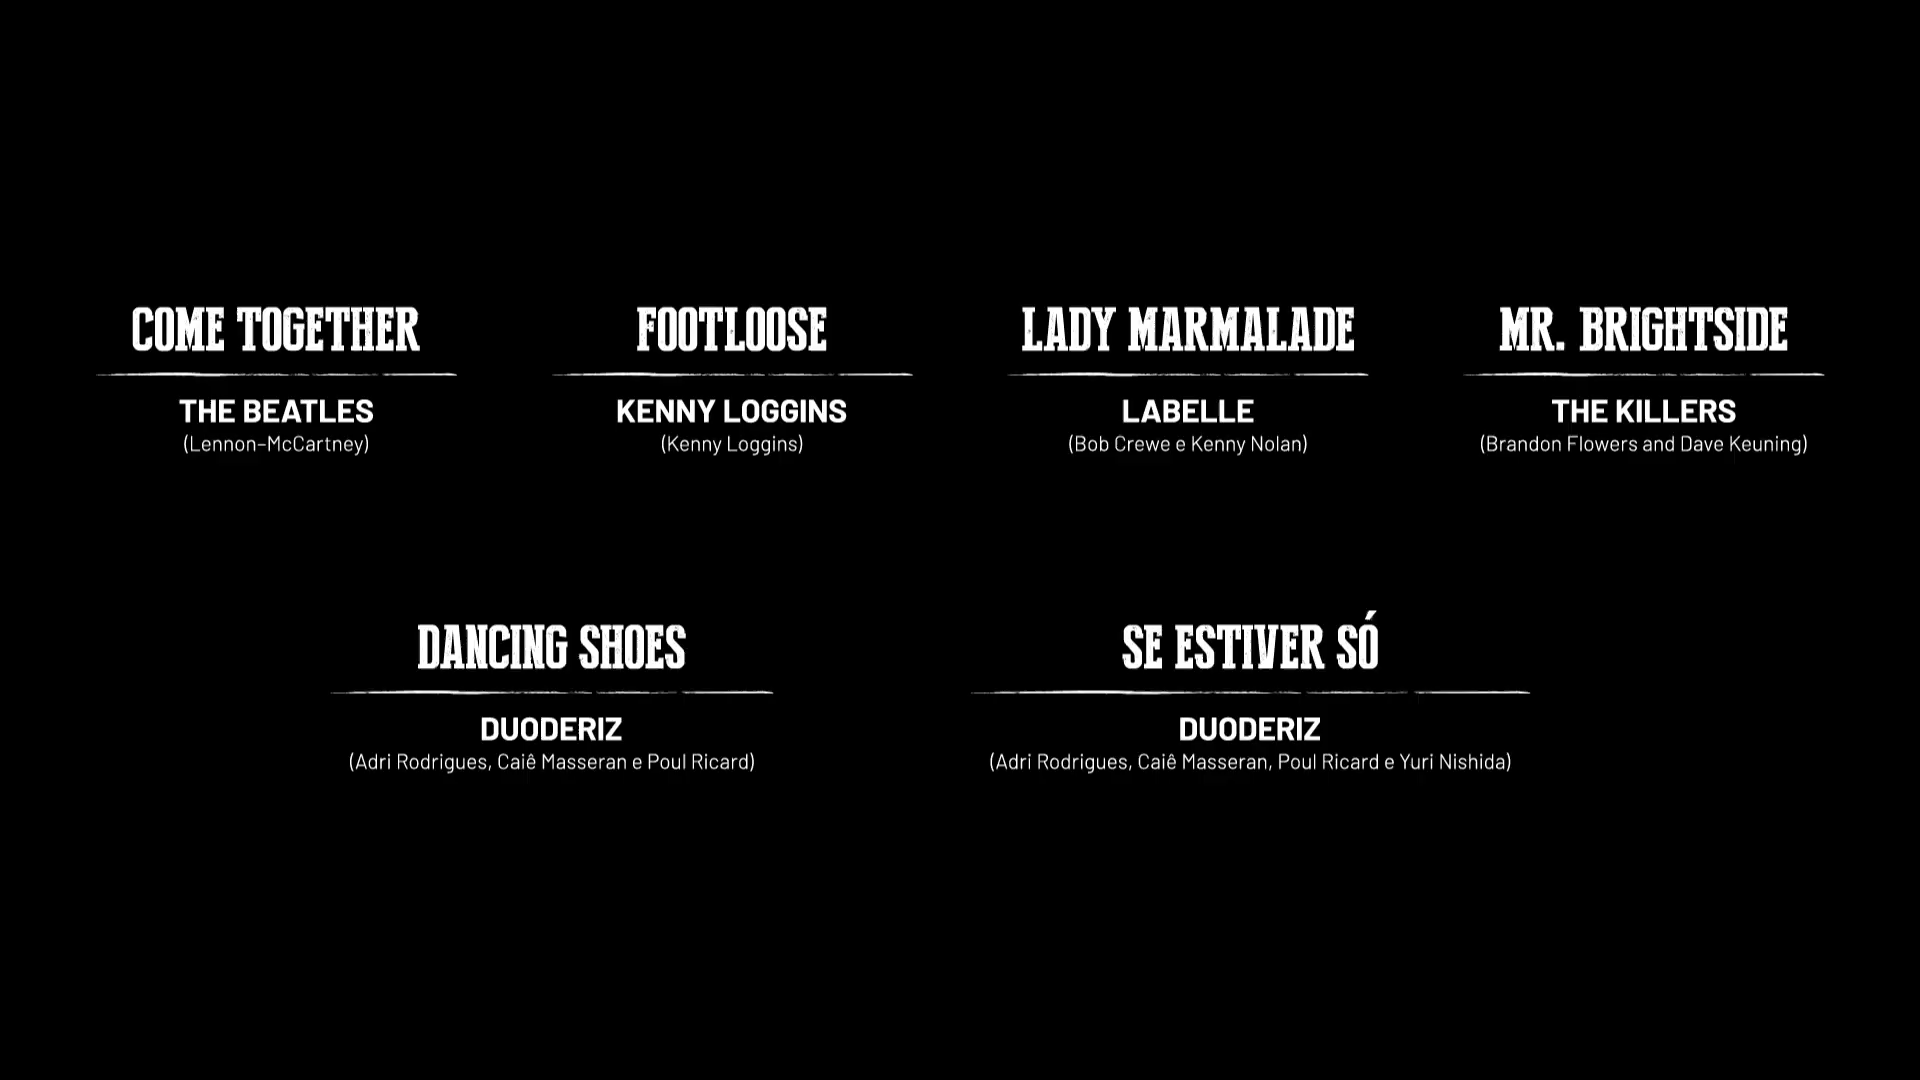 COME TOGETHER
THE BEATLES
(Lennon–McCartney)
FOOTLOOSE
KENNY LOGGINS
(Kenny Loggins)
LADY MARMALADE
LABELLE
(Bob Crewe e Kenny Nolan)
MR. BRIGHTSIDE
THE KILLERS
(Brandon Flowers and Dave Keuning)
DANCING SHOES
DUODERIZ
(Adri Rodrigues, Caiê Masseran e Poul Ricard)
SE ESTIVER SÓ
DUODERIZ
(Adri Rodrigues, Caiê Masseran, Poul Ricard e Yuri Nishida)